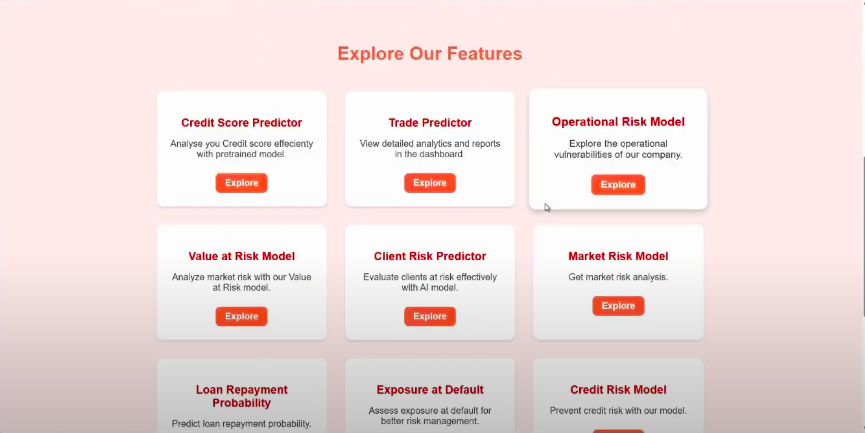 Explore Our Features
Credit Score Predictor
Analyse you Credit score effeciently
with pretrained model.
Explore
Trade Predictor
View detailed analytics and reports
in the dashboard.
Explore
Operational Risk Model
Explore the operational
vulnerabilities of our company.
Explore
Value at Risk Model
Analyze market risk with our Value
at Risk model.
Explore
Client Risk Predictor
Evaluate clients at risk effectively
with AI model.
Explore
Market Risk Model
Get market risk analysis.
Explore
Loan Repayment
Probability
Predict loan repayment probability.
Exposure at Default
Assess exposure at default for
better risk management.
Credit Risk Model
Prevent credit risk with our model.